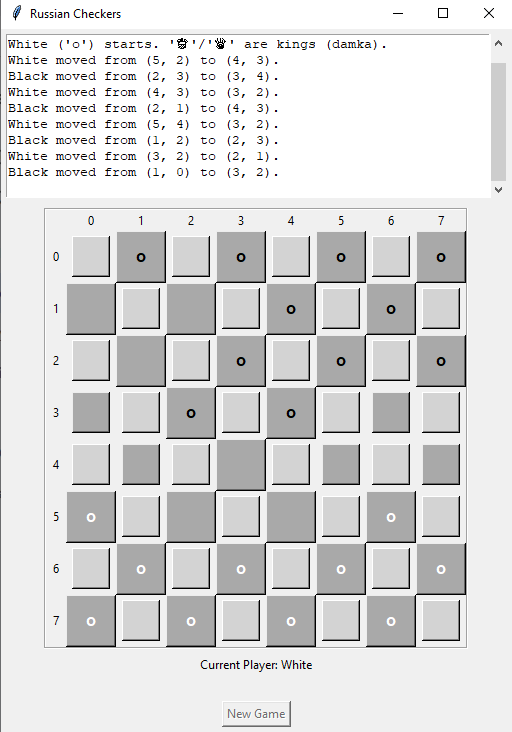 Russian Checkers
White ('○') starts. '♔'/'♚' are kings (damka).
White moved from (5, 2) to (4, 3).
Black moved from (2, 3) to (3, 4).
White moved from (4, 3) to (3, 2).
Black moved from (2, 1) to (4, 3).
White moved from (5, 4) to (3, 2).
Black moved from (1, 2) to (2, 3).
White moved from (3, 2) to (2, 1).
Black moved from (1, 0) to (3, 2).
0 1 2 3 4 5 6 7
0 o o o o
1 o o
2 o o o
3 o o
4
5 o o
6 o o o o
7 o o o o
Current Player: White
New Game